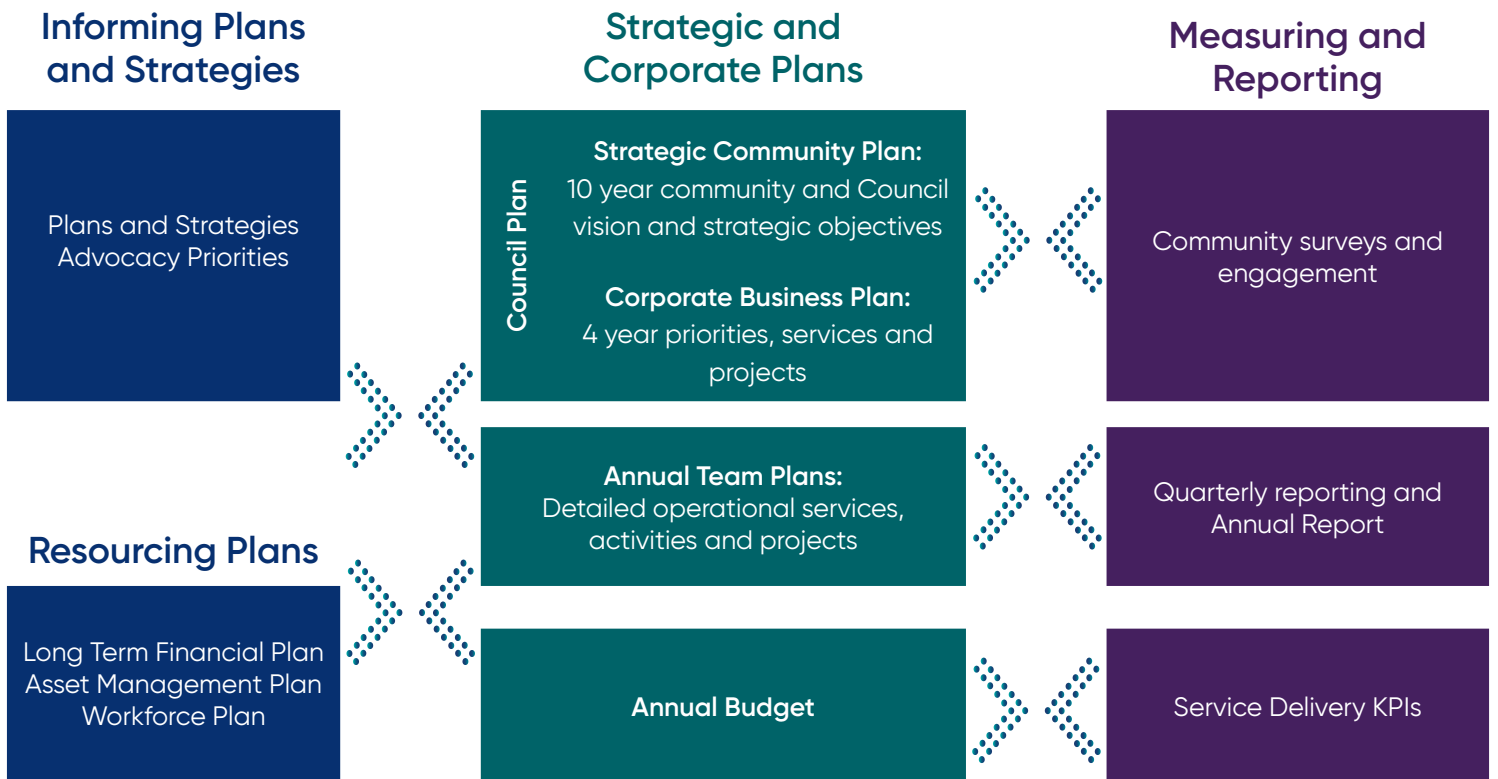 Informing Plans
and Strategies
Plans and Strategies
Advocacy Priorities
Resourcing Plans
Long Term Financial Plan
Asset Management Plan
Workforce Plan
Strategic and
Corporate Plans
Council Plan
Strategic Community Plan:
10 year community and Council
vision and strategic objectives
Corporate Business Plan:
4 year priorities, services and
projects
Annual Team Plans:
Detailed operational services,
activities and projects
Annual Budget
Measuring and
Reporting
Community surveys and
engagement
Quarterly reporting and
Annual Report
Service Delivery KPIs